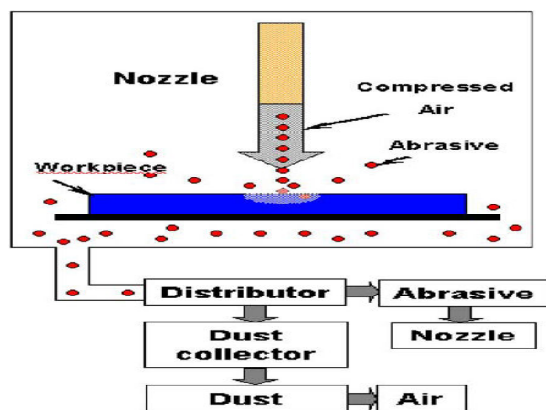 Nozzle
Compressed
Air
Abrasive
Workpiece
Distributor
Abrasive
Dust
collector
Nozzle
Dust
Air